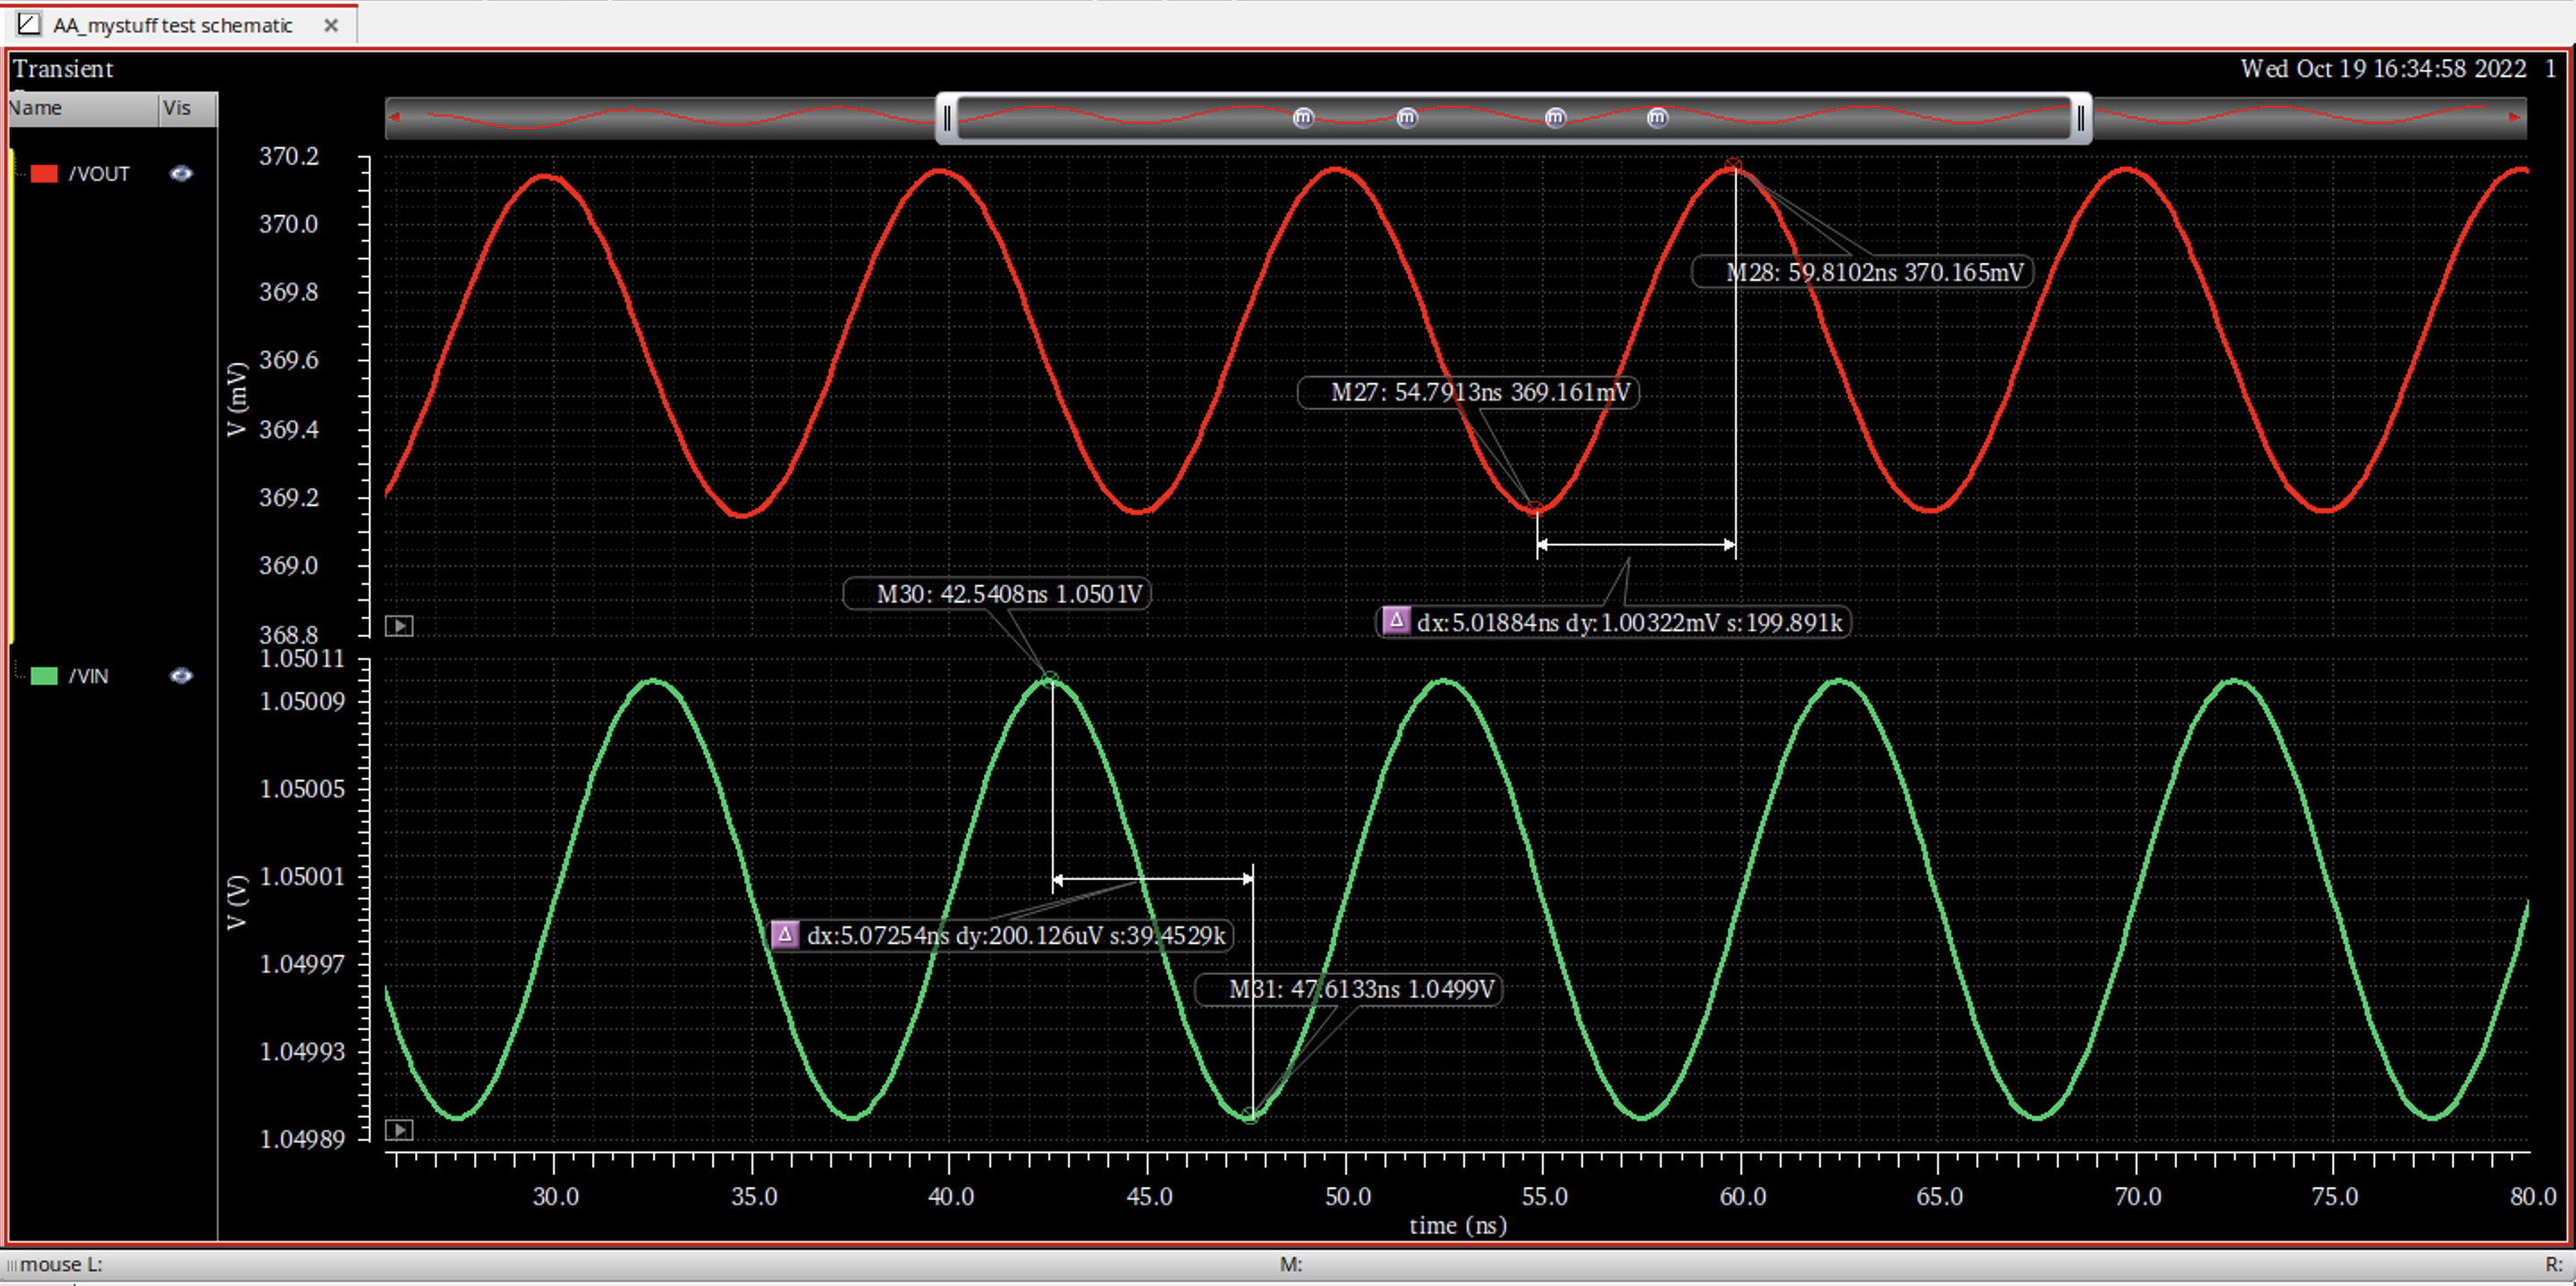 AA_mystuff test schematic
Transient
Wed Oct 19 16:34:58 2022 1
Name Vis
/VOUT
370.2
370.0
369.8
369.6
369.4
369.2
369.0
368.8
V (mV)
M28: 59.8102ns 370.165mV
M27: 54.7913ns 369.161mV
dx:5.01884ns dy:1.00322mV s:199.891k
M30: 42.5408ns 1.0501V
/VIN
1.05011
1.05009
1.05005
1.05001
1.04997
1.04993
1.04989
V (V)
dx:5.07254ns dy:200.126uV s:39.4529k
M31: 47.6133ns 1.0499V
30.0 35.0 40.0 45.0 50.0 55.0 60.0 65.0 70.0 75.0 80.0
time (ns)
mouse L: M: R: